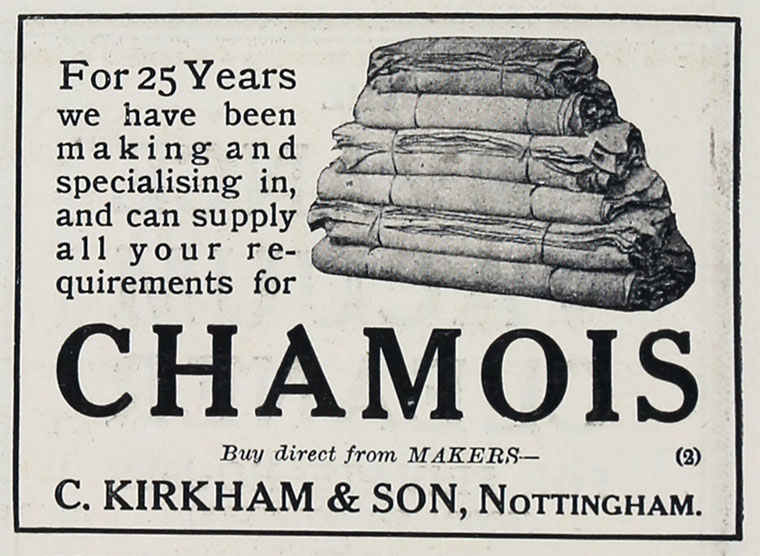 For 25 Years
we have been
making and
specialising in,
and can supply
all your re-
quirements for
CHAMOIS
Buy direct from MAKERS—
(2)
C. KIRKHAM & SON, NOTTINGHAM.